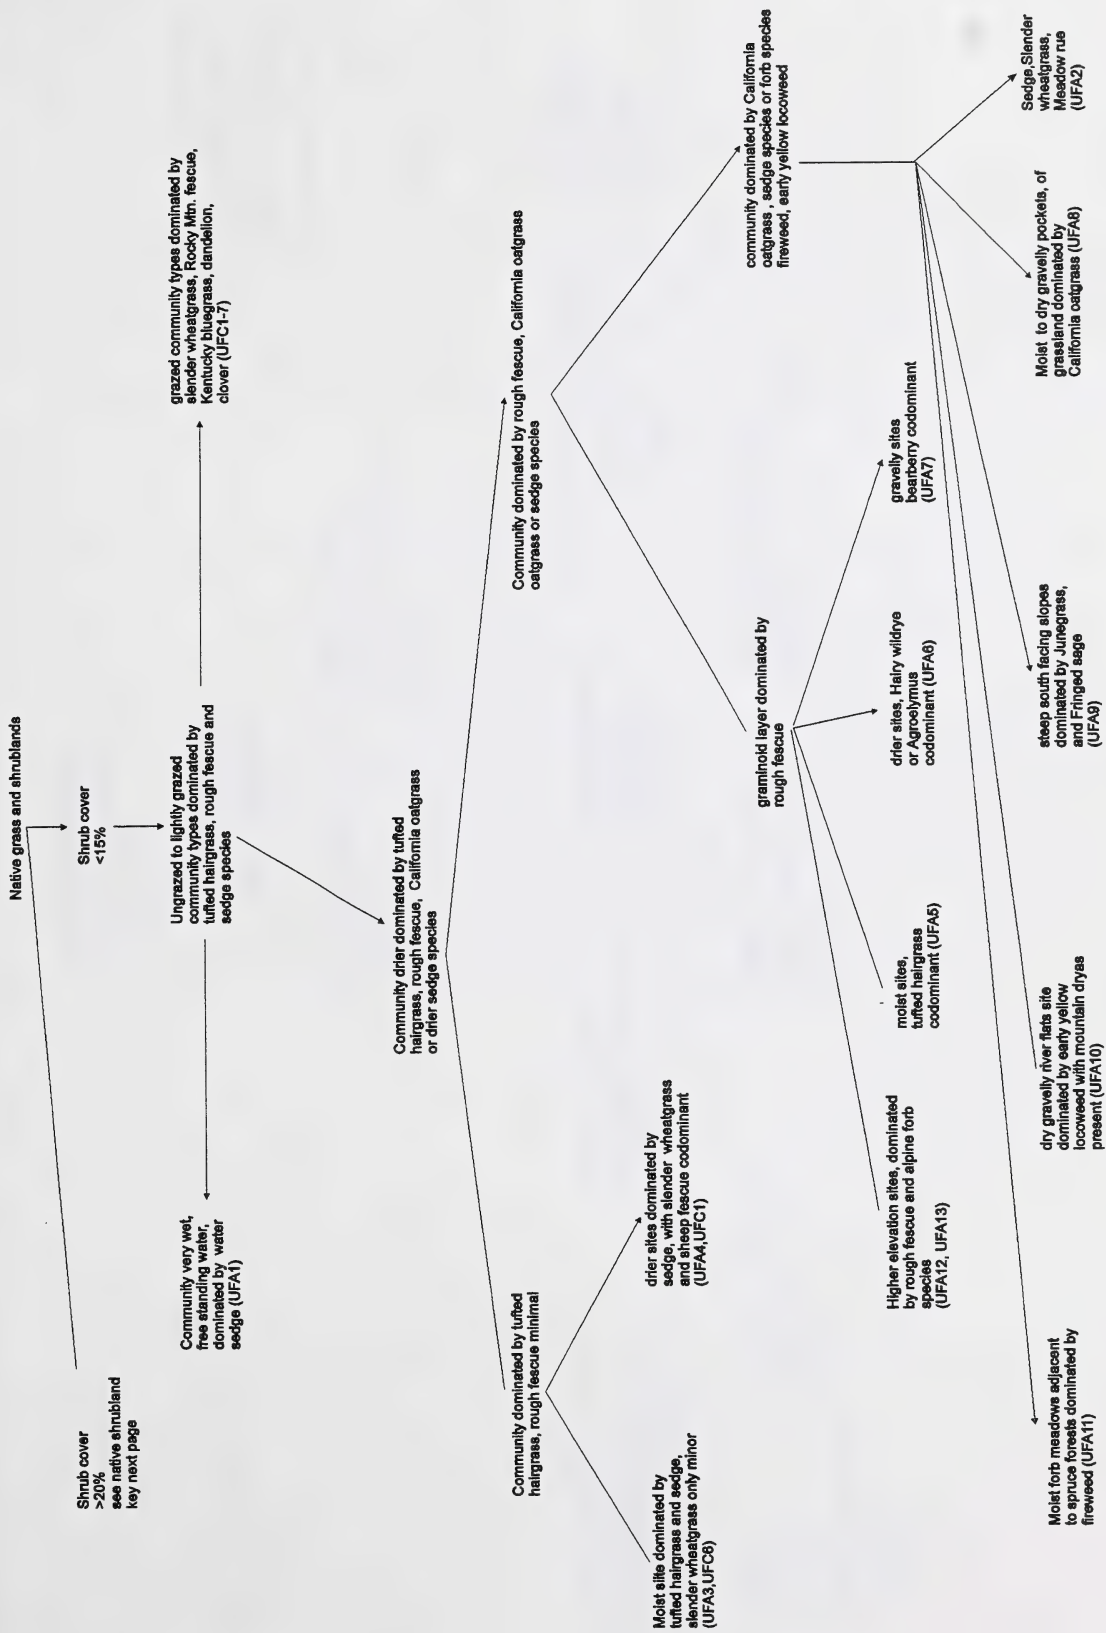 Native grass and shrublands
Shrub cover
>20%
see native shrubland
key next page
Shrub cover
<15%
Community very wet,
free standing water,
dominated by water
sedge (UFA1)
Ungrazed to lightly grazed
community types dominated by
tufted hairgrass, rough fescue and
sedge species
grazed community types dominated by
slender wheatgrass, Rocky Mtn. fescue,
Kentucky bluegrass, dandelion,
clover (UFC1-7)
Community drier dominated by tufted
hairgrass, rough fescue, California oatgrass
or drier sedge species
Community dominated by tufted
hairgrass, rough fescue minimal
Community dominated by rough fescue, California oatgrass
oatgrass or sedge species
Moist slite dominated by
tufted hairgrass and sedge,
slender wheatgrass only minor
(UFA3,UFC6)
drier sites dominated by
sedge, with slender wheatgrass
and sheep fescue codominant
(UFA4,UFC1)
graminoid layer dominated by
rough fescue
community dominated by California
oatgrass , sedge species or forb species
fireweed, early yellow locoweed
Higher elevation sites, dominated
by rough fescue and alpine forb
species
(UFA12, UFA13)
moist sites,
tufted hairgrass
codominant (UFA5)
drier sites, Hairy wildrye
or Agroelymus
codominant (UFA6)
gravelly sites
bearberry codominant
(UFA7)
Moist forb meadows adjacent
to spruce forests dominated by
fireweed (UFA11)
dry gravelly river flats site
dominated by early yellow
locoweed with mountain dryas
present (UFA10)
steep south facing slopes
dominated by Junegrass,
and Fringed sage
(UFA9)
Moist to dry gravelly pockets, of
grassland dominated by
California oatgrass (UFA8)
Sedge,Slender
wheatgrass,
Meadow rue
(UFA2)